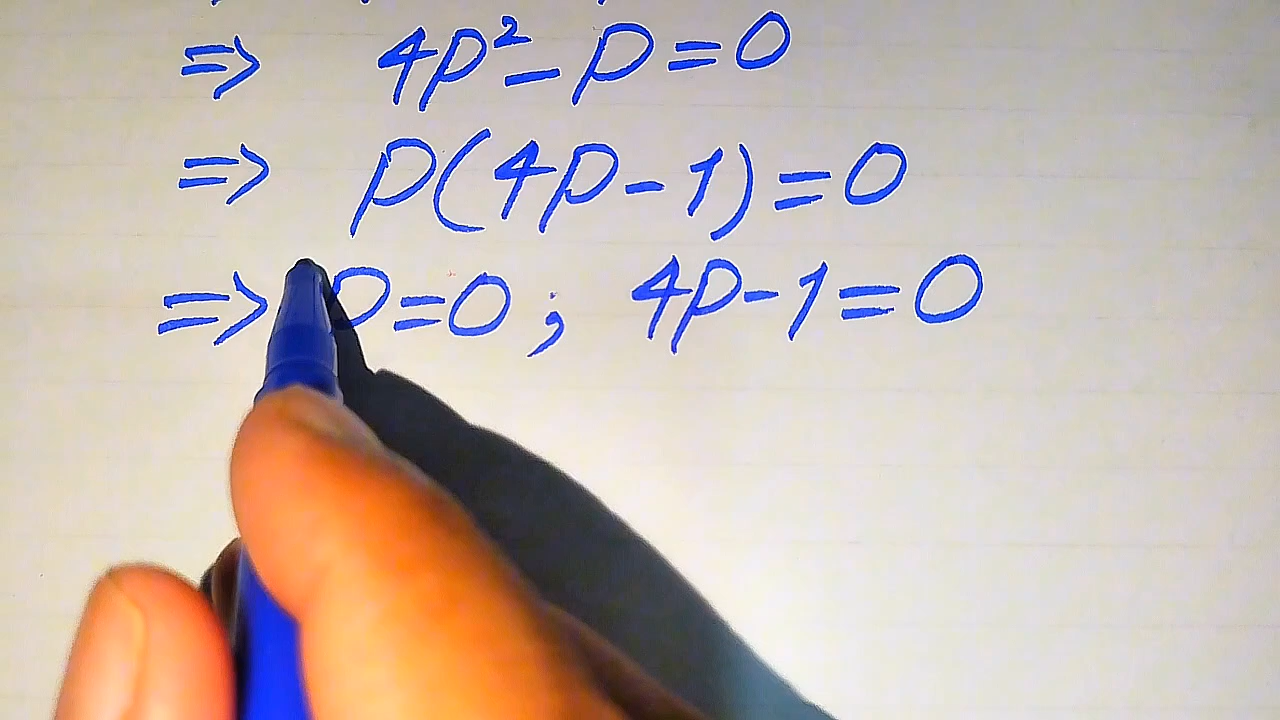 => 4P² - P = 0
=> P(4P - 1) = 0
=> P = 0 ; 4P - 1 = 0